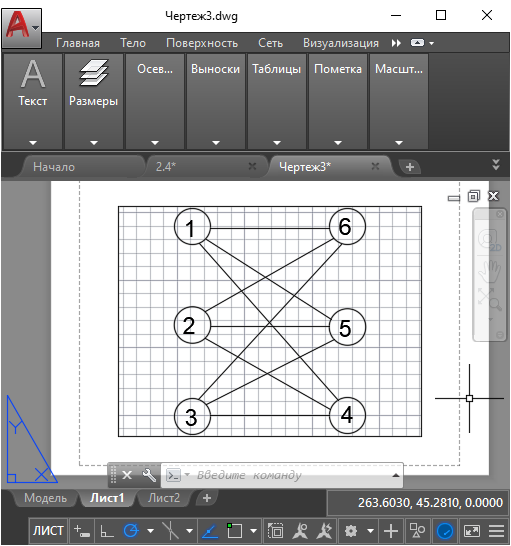 Чертеж3.dwg
Главная Тело Поверхность Сеть Визуализация
Текст Размеры Осев... Выноски Таблицы Пометка Масшт...
Начало 2.4* Чертеж3*
1 6
2 5
3 4
2D
Y
X
Введите команду
Модель Лист1 Лист2 +
263.6030, 45.2810, 0.0000
ЛИСТ